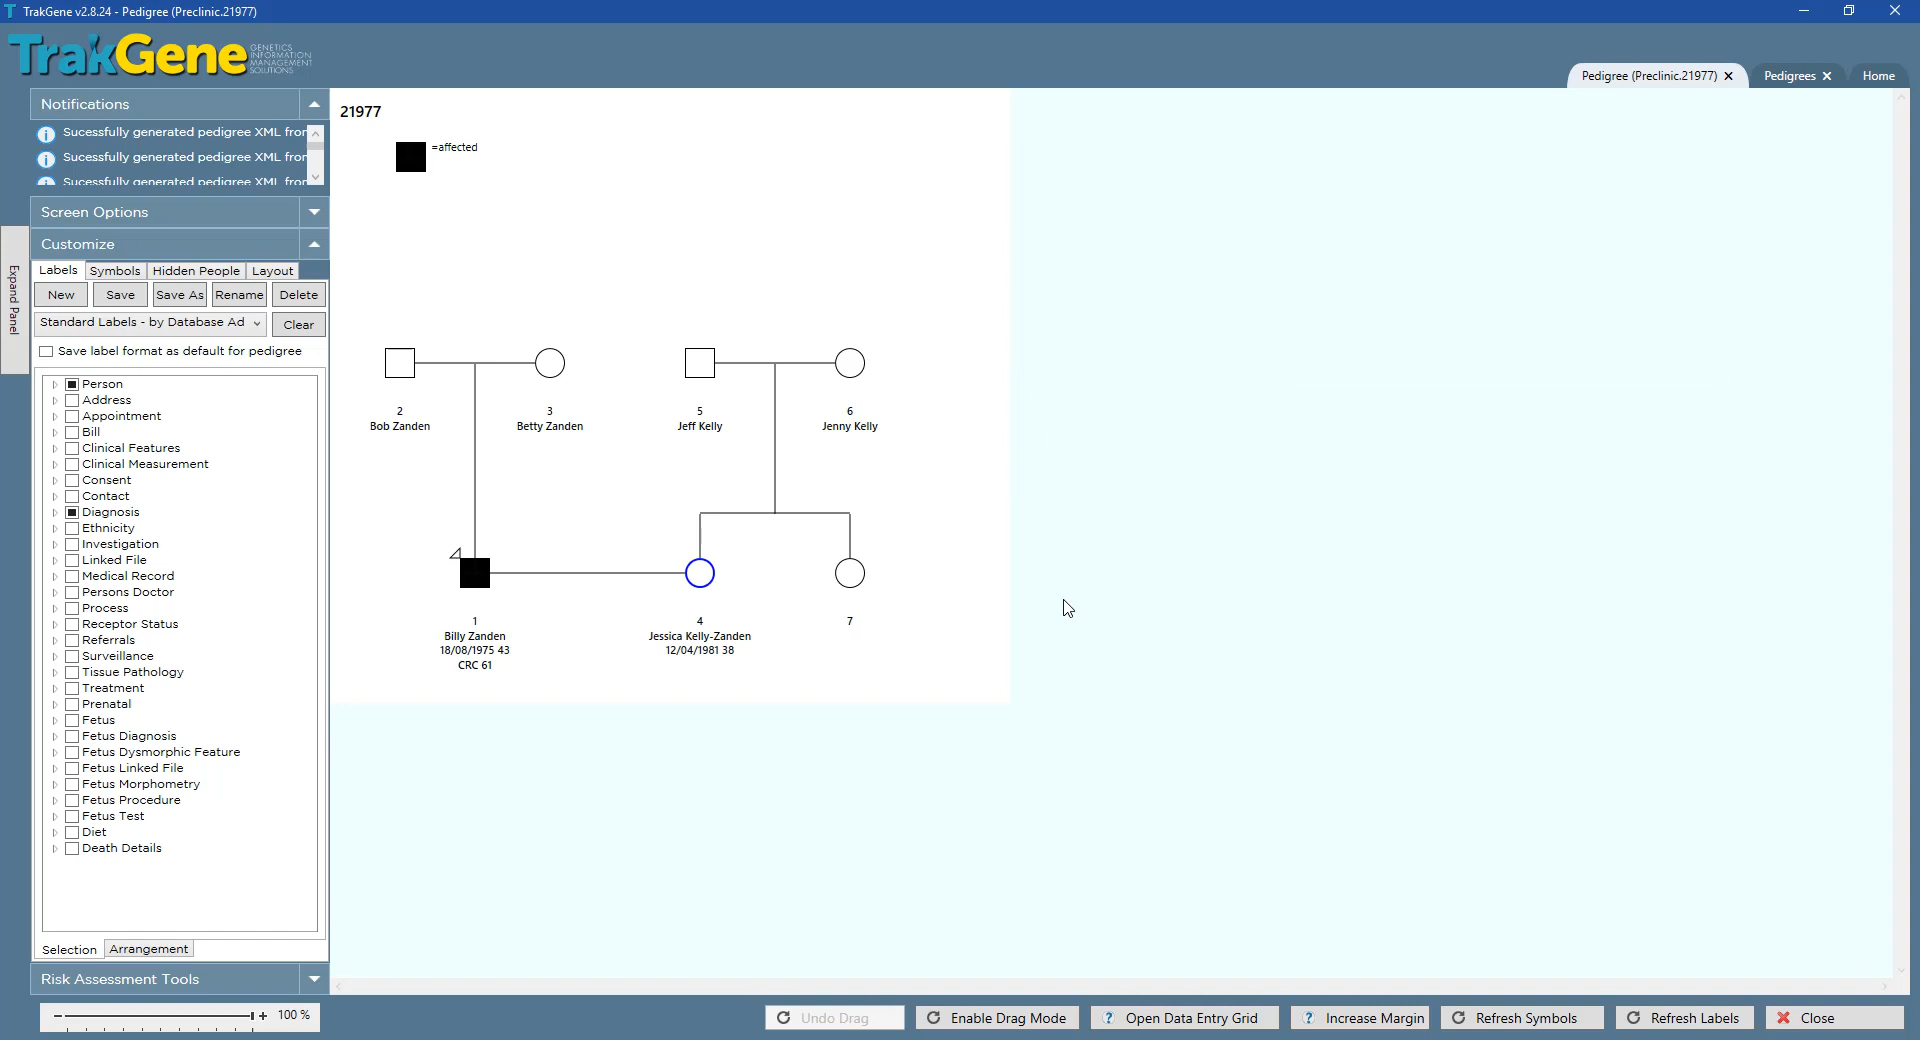 TrakGene v2.8.24 - Pedigree (Preclinic.21977)
TrakGene GENETICS INFORMATION MANAGEMENT SOLUTIONS
Pedigree (Preclinic.21977) Pedigrees Home
Notifications
Sucessfully generated pedigree XML from
Sucessfully generated pedigree XML from
Sucessfully generated pedigree XML from
Screen Options
Customize
Labels Symbols Hidden People Layout
New Save Save As Rename Delete
Standard Labels - by Database Ad Clear
Save label format as default for pedigree
Expand Panel
Person
Address
Appointment
Bill
Clinical Features
Clinical Measurement
Consent
Contact
Diagnosis
Ethnicity
Investigation
Linked File
Medical Record
Persons Doctor
Process
Receptor Status
Referrals
Surveillance
Tissue Pathology
Treatment
Prenatal
Fetus
Fetus Diagnosis
Fetus Dysmorphic Feature
Fetus Linked File
Fetus Morphometry
Fetus Procedure
Fetus Test
Diet
Death Details
Selection Arrangement
Risk Assessment Tools
100 %
21977
=affected
2
Bob Zanden
3
Betty Zanden
5
Jeff Kelly
6
Jenny Kelly
1
Billy Zanden
18/08/1975 43
CRC 61
4
Jessica Kelly-Zanden
12/04/1981 38
7
Undo Drag Enable Drag Mode Open Data Entry Grid Increase Margin Refresh Symbols Refresh Labels Close